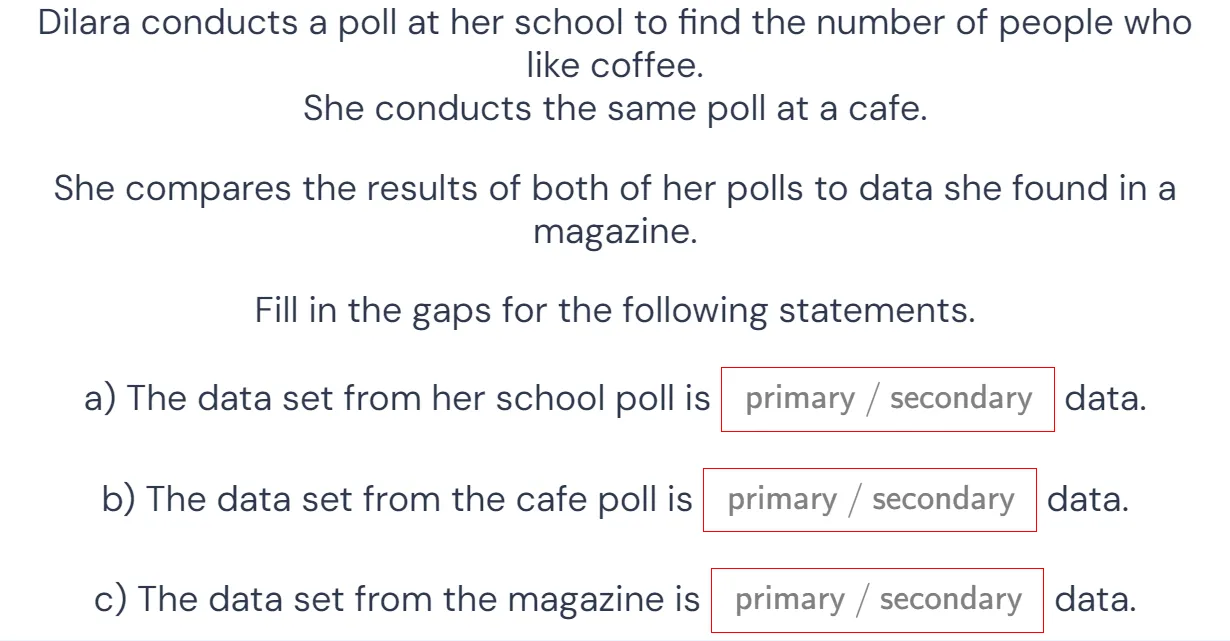 Dilara conducts a poll at her school to find the number of people who
like coffee.
She conducts the same poll at a cafe.
She compares the results of both of her polls to data she found in a
magazine.
Fill in the gaps for the following statements.
a) The data set from her school poll is primary / secondary data.
b) The data set from the cafe poll is primary / secondary data.
c) The data set from the magazine is primary / secondary data.